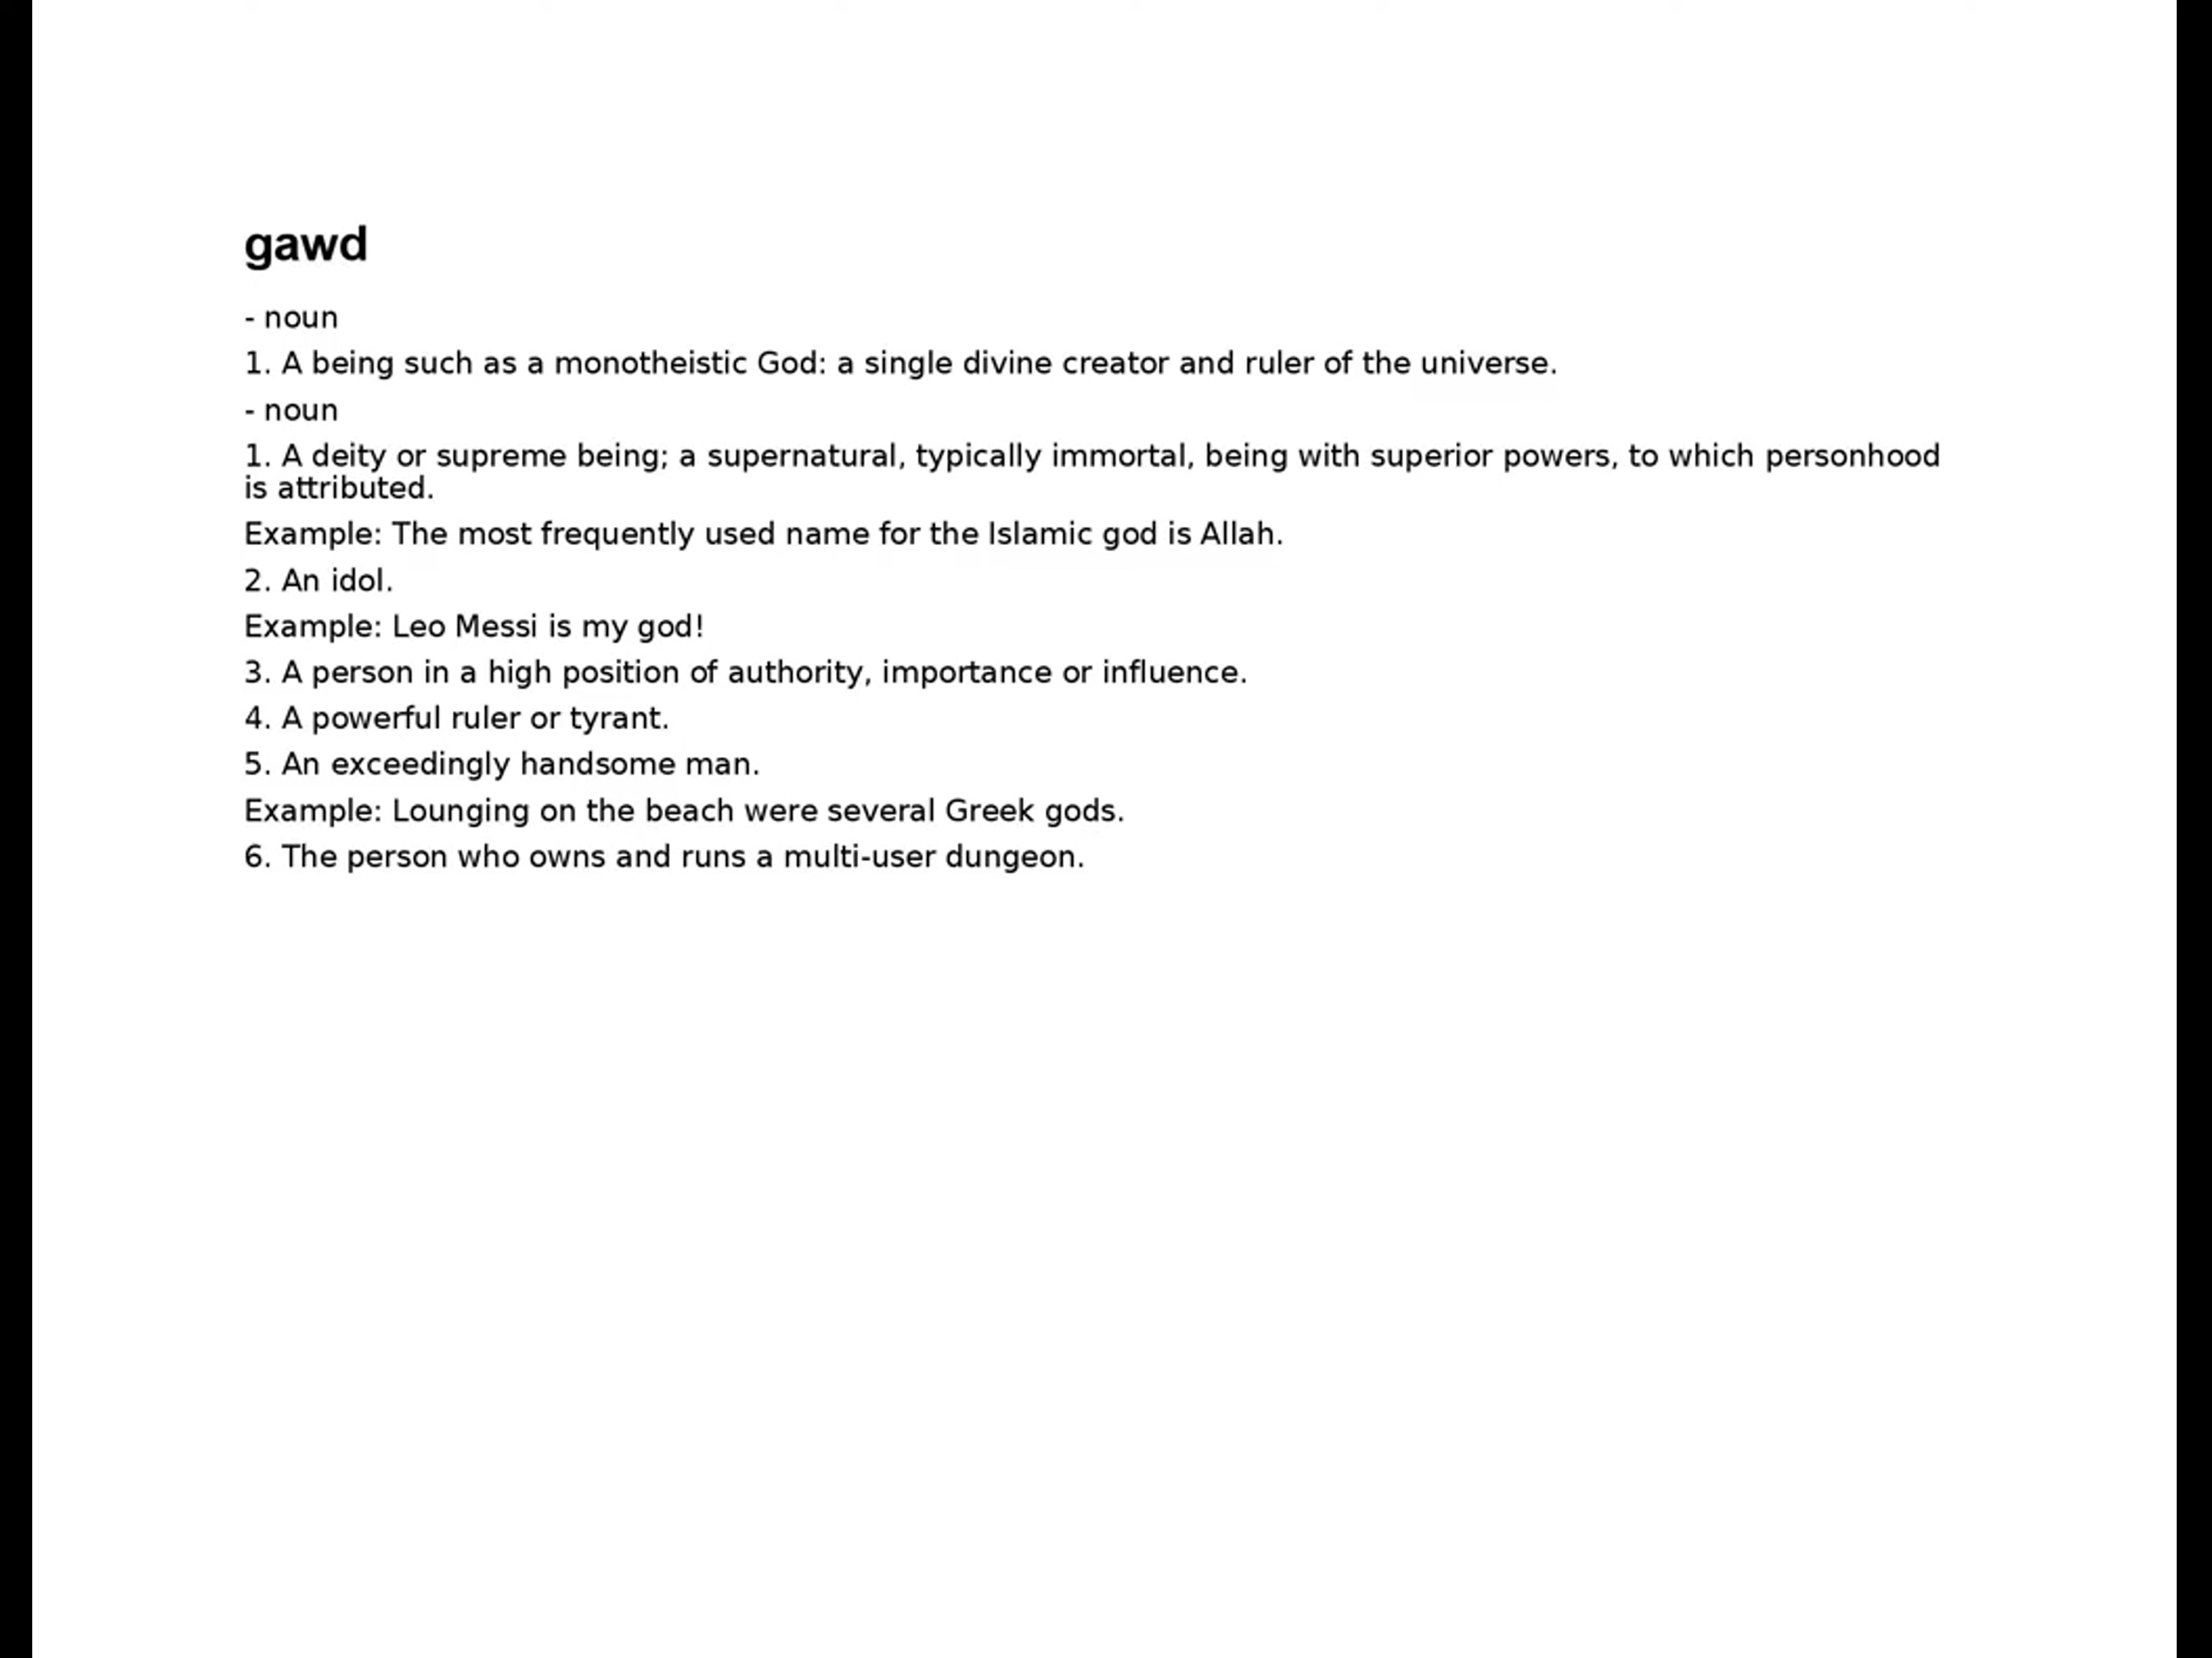 gawd
- noun
1. A being such as a monotheistic God: a single divine creator and ruler of the universe.
- noun
1. A deity or supreme being; a supernatural, typically immortal, being with superior powers, to which personhood
is attributed.
Example: The most frequently used name for the Islamic god is Allah.
2. An idol.
Example: Leo Messi is my god!
3. A person in a high position of authority, importance or influence.
4. A powerful ruler or tyrant.
5. An exceedingly handsome man.
Example: Lounging on the beach were several Greek gods.
6. The person who owns and runs a multi-user dungeon.